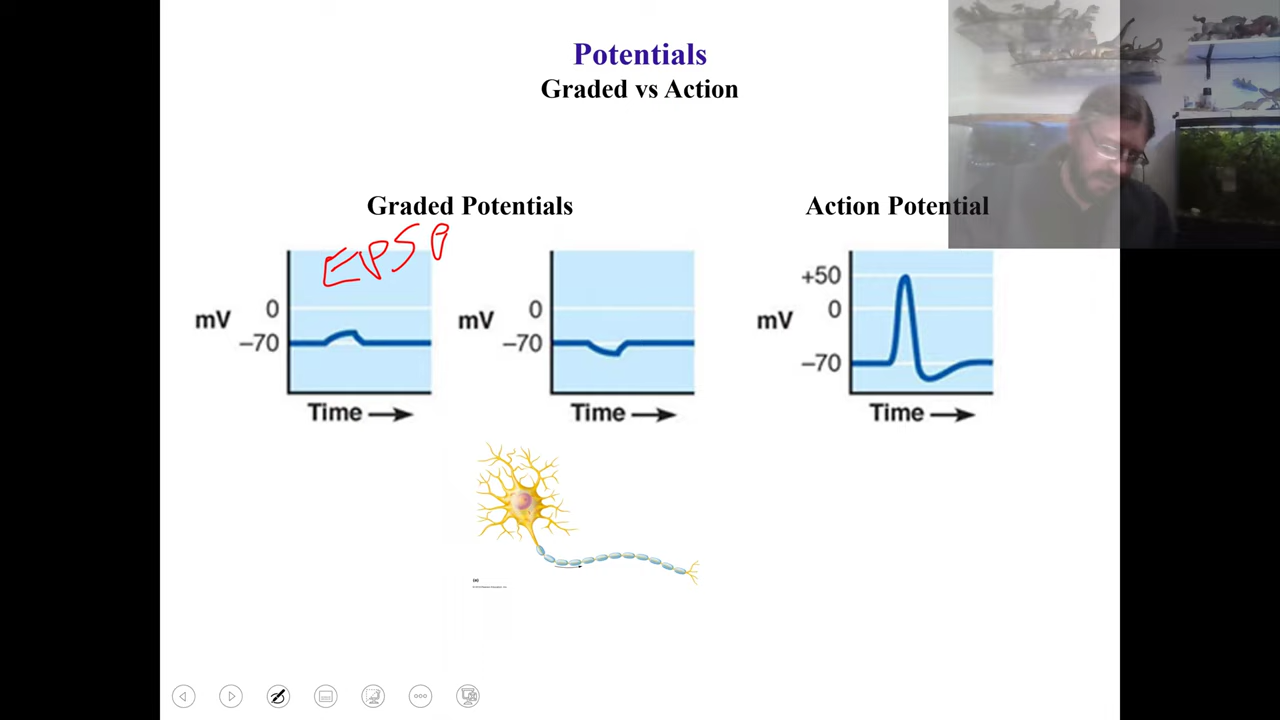 Potentials
Graded vs Action
Graded Potentials
Action Potential
EPSP
mV
0
–70
Time
mV
0
–70
Time
mV
+50
0
–70
Time
(a)